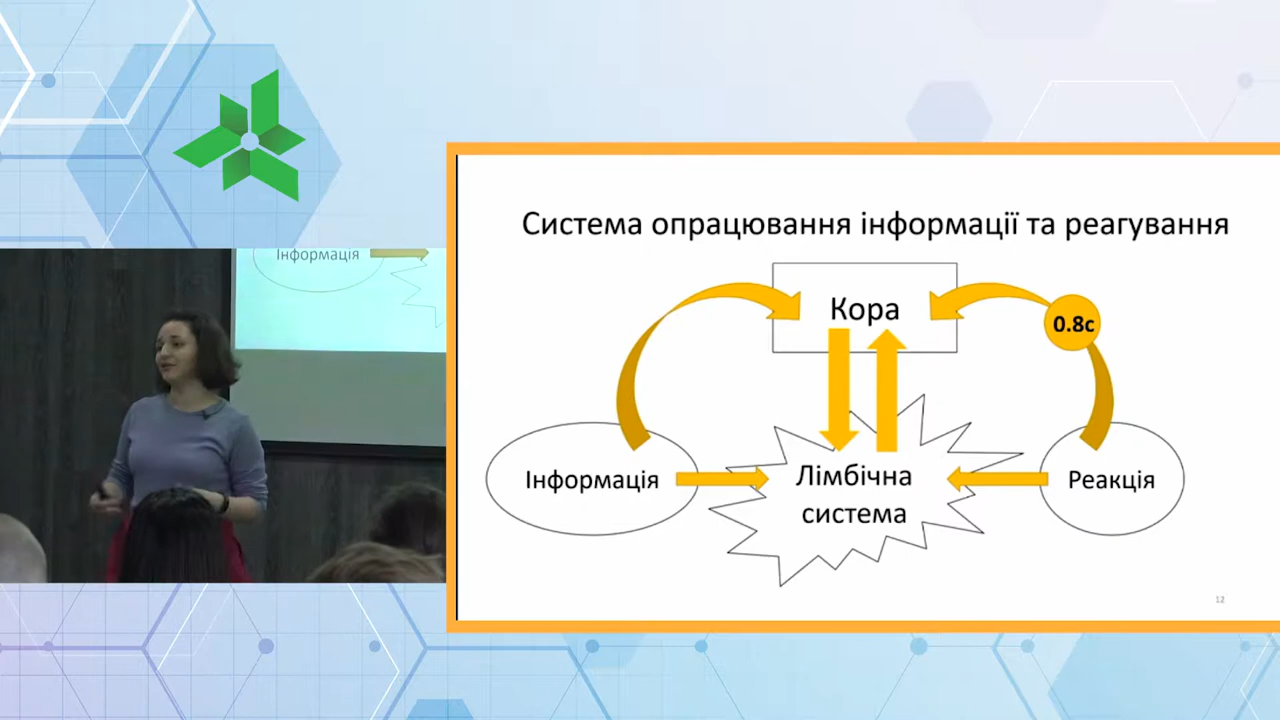 Інформація
Система опрацювання інформації та реагування
Кора
0.8с
Інформація
Лімбічна
система
Реакція
12